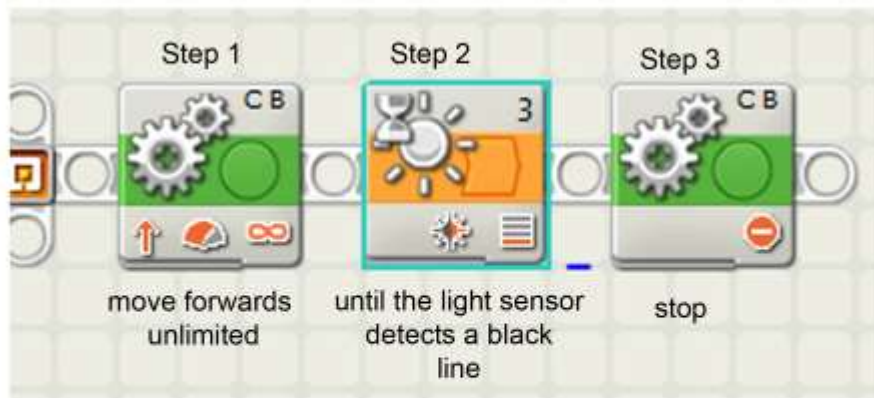 Step 1
Step 2
Step 3
C B
3
C B
move forwards
unlimited
until the light sensor
detects a black
line
stop